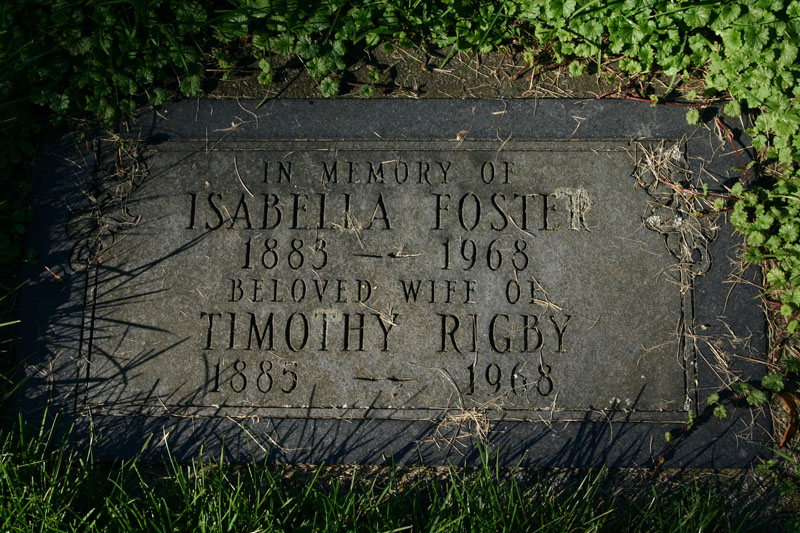 IN MEMORY OF
ISABELLA FOSTER
1883 — 1968
BELOVED WIFE OF
TIMOTHY RIGBY
1885 — 1968